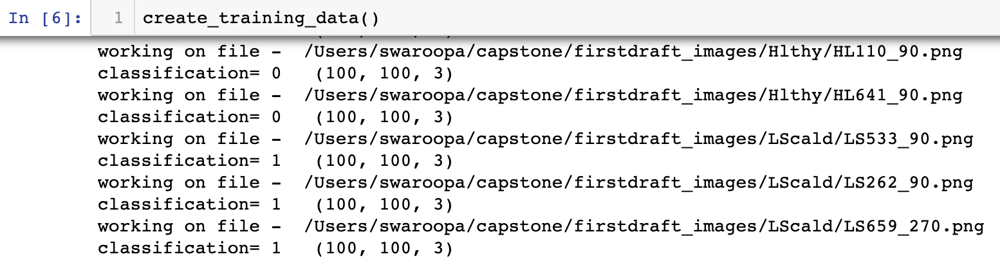 In [6]: 1 create_training_data()
working on file - /Users/swaroopa/capstone/firstdraft_images/Hlthy/HL110_90.png
classification= 0 (100, 100, 3)
working on file - /Users/swaroopa/capstone/firstdraft_images/Hlthy/HL641_90.png
classification= 0 (100, 100, 3)
working on file - /Users/swaroopa/capstone/firstdraft_images/LScald/LS533_90.png
classification= 1 (100, 100, 3)
working on file - /Users/swaroopa/capstone/firstdraft_images/LScald/LS262_90.png
classification= 1 (100, 100, 3)
working on file - /Users/swaroopa/capstone/firstdraft_images/LScald/LS659_270.png
classification= 1 (100, 100, 3)